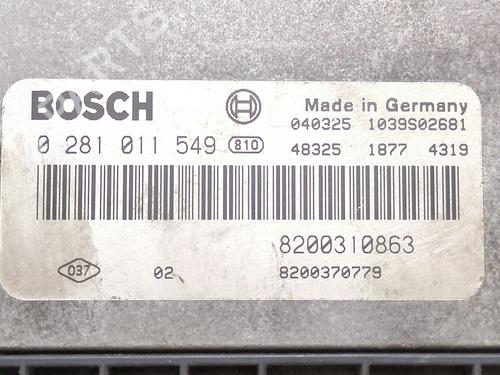 BOSCH
Made in Germany
040325 1039S02681
0 281 011 549 810
48325 1877 4319
8200310863
037 02 8200370779